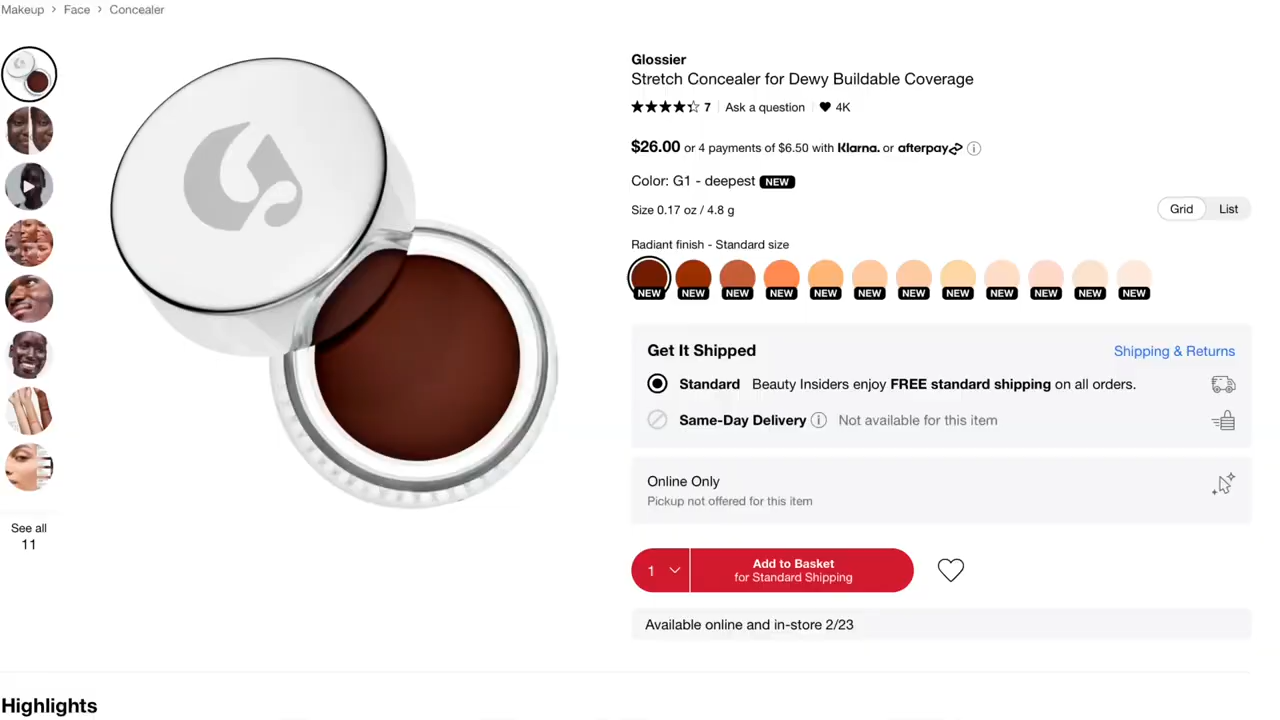 Makeup > Face > Concealer
Glossier
Stretch Concealer for Dewy Buildable Coverage
7 Ask a question 4K
$26.00 or 4 payments of $6.50 with Klarna. or afterpay
Color: G1 - deepest NEW
Size 0.17 oz / 4.8 g
Grid List
Radiant finish - Standard size
NEW NEW NEW NEW NEW NEW NEW NEW NEW NEW NEW NEW
Get It Shipped
Shipping & Returns
Standard Beauty Insiders enjoy FREE standard shipping on all orders.
Same-Day Delivery Not available for this item
Online Only
Pickup not offered for this item
See all
11
1
Add to Basket
for Standard Shipping
Available online and in-store 2/23
Highlights